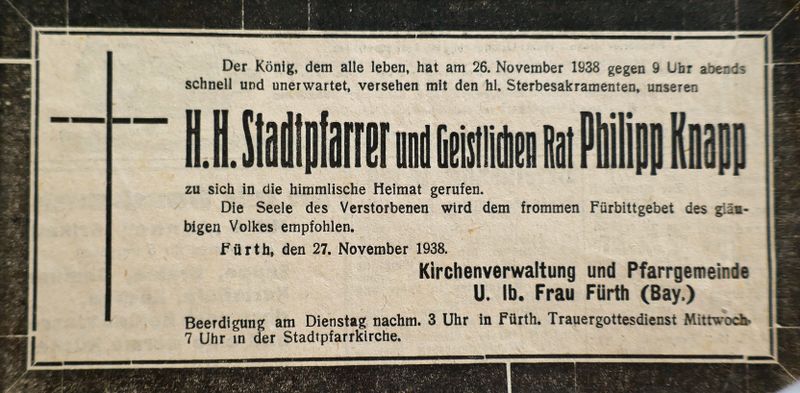 Der König, dem alle leben, hat am 26. November 1938 gegen 9 Uhr abends
schnell und unerwartet, versehen mit den hl. Sterbesakramenten, unseren
H. H. Stadtpfarrer und Geistlichen Rat Philipp Knapp
zu sich in die himmlische Heimat gerufen.
Die Seele des Verstorbenen wird dem frommen Fürbittgebet des gläu-
bigen Volkes empfohlen.
Fürth, den 27. November 1938.
Kirchenverwaltung und Pfarrgemeinde
U. lb. Frau Fürth (Bay.)
Beerdigung am Dienstag nachm. 3 Uhr in Fürth. Trauergottesdienst Mittwoch
7 Uhr in der Stadtpfarrkirche.